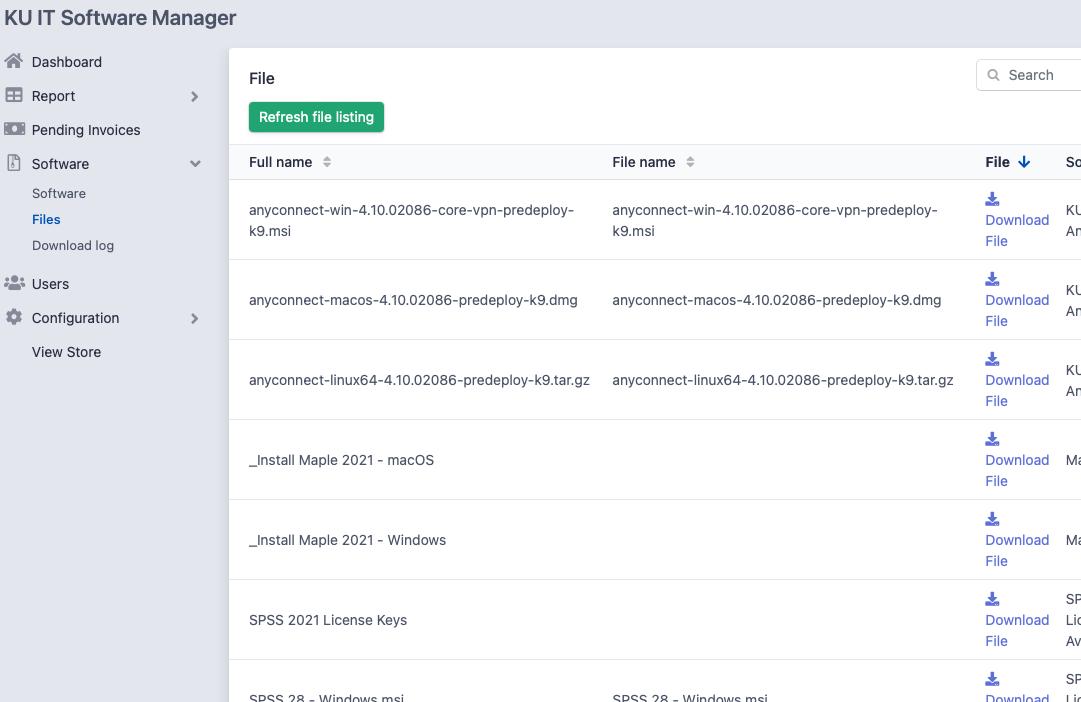 KU IT Software Manager
Dashboard
Report
Pending Invoices
Software
Software
Files
Download log
Users
Configuration
View Store
File
Search
Refresh file listing
Full name File name File So
anyconnect-win-4.10.02086-core-vpn-predeploy-
k9.msi
anyconnect-win-4.10.02086-core-vpn-predeploy-
k9.msi
Download
File
KU
An
anyconnect-macos-4.10.02086-predeploy-k9.dmg
anyconnect-macos-4.10.02086-predeploy-k9.dmg
Download
File
KU
An
anyconnect-linux64-4.10.02086-predeploy-k9.tar.gz
anyconnect-linux64-4.10.02086-predeploy-k9.tar.gz
Download
File
KU
An
_Install Maple 2021 - macOS
Download
File
Ma
_Install Maple 2021 - Windows
Download
File
Ma
SPSS 2021 License Keys
Download
File
SP
Lic
Av
SPSS 28 - Windows.msi
SPSS 28 - Windows.msi
Download
SP
Lic